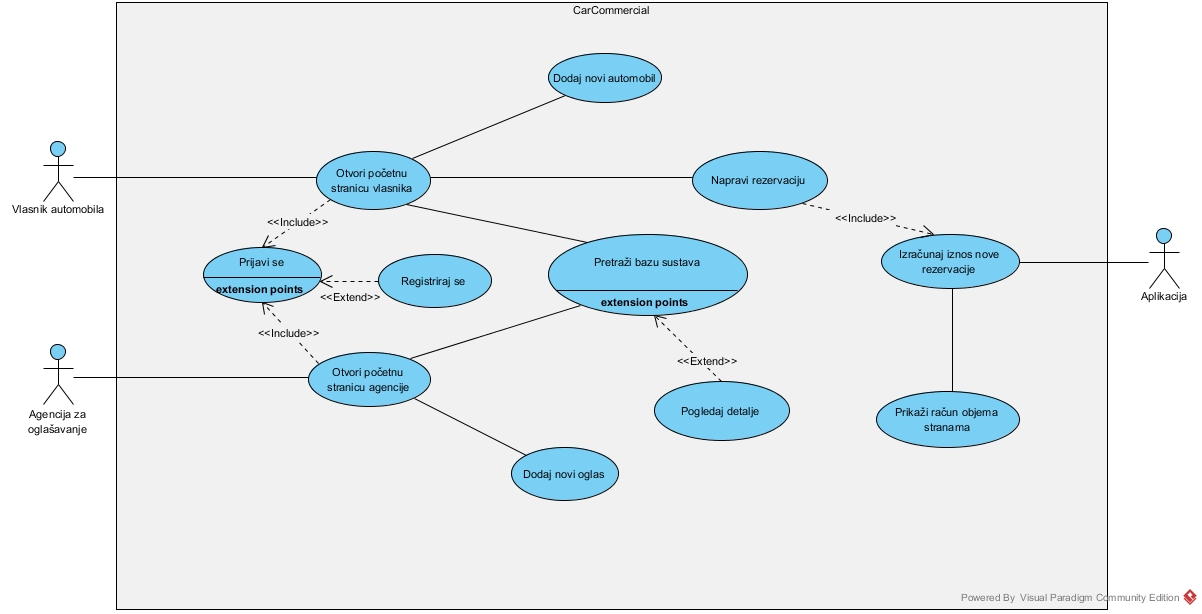 CarCommercial
Dodaj novi automobil
Otvori početnu
stranicu vlasnika
Napravi rezervaciju
Vlasnik automobila
<<Include>>
<<Include>>
Prijavi se
extension points
Registriraj se
<<Extend>>
Pretraži bazu sustava
extension points
Izračunaj iznos nove
rezervacije
Aplikacija
<<Include>>
<<Extend>>
Otvori početnu
stranicu agencije
Agencija za
oglašavanje
Pogledaj detalje
Prikaži račun objema
stranama
Dodaj novi oglas
Powered By Visual Paradigm Community Edition